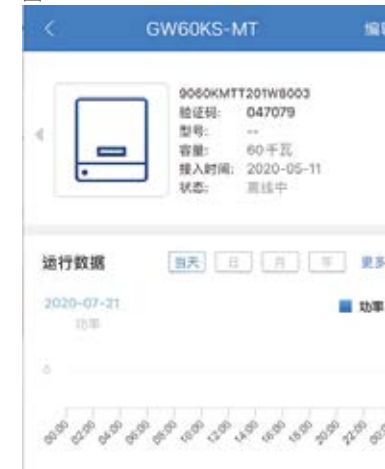 GW60KS-MT
9060KMTT201W8003
验证码: 047079
型号: --
容量: 60千瓦
接入时间: 2020-05-11
状态: 离线中
运行数据 当天 日 月 年 更多
2020-07-21
功率
功率
0
00:00 02:00 04:00 06:00 08:00 10:00 12:00 14:00 16:00 18:00 20:00 22:00